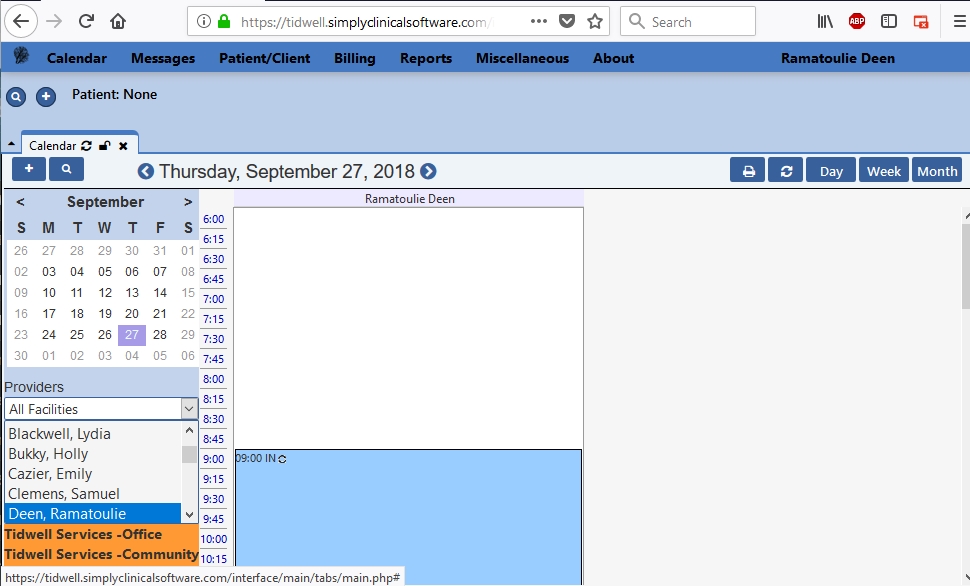 https://tidwell.simplyclinicalsoftware.com/
Search
ABP
Calendar Messages Patient/Client Billing Reports Miscellaneous About Ramatoulie Deen
Patient: None
Calendar
Thursday, September 27, 2018
Day Week Month
< September >
S M T W T F S
26 27 28 29 30 31 01
02 03 04 05 06 07 08
09 10 11 12 13 14 15
16 17 18 19 20 21 22
23 24 25 26 27 28 29
30 01 02 03 04 05 06
Providers
All Facilities
Blackwell, Lydia
Bukky, Holly
Cazier, Emily
Clemens, Samuel
Deen, Ramatoulie
Tidwell Services -Office
Tidwell Services -Community
Ramatoulie Deen
6:00
6:15
6:30
6:45
7:00
7:15
7:30
7:45
8:00
8:15
8:30
8:45
9:00
09:00 IN
9:15
9:30
9:45
10:00
10:15
https://tidwell.simplyclinicalsoftware.com/interface/main/tabs/main.php#